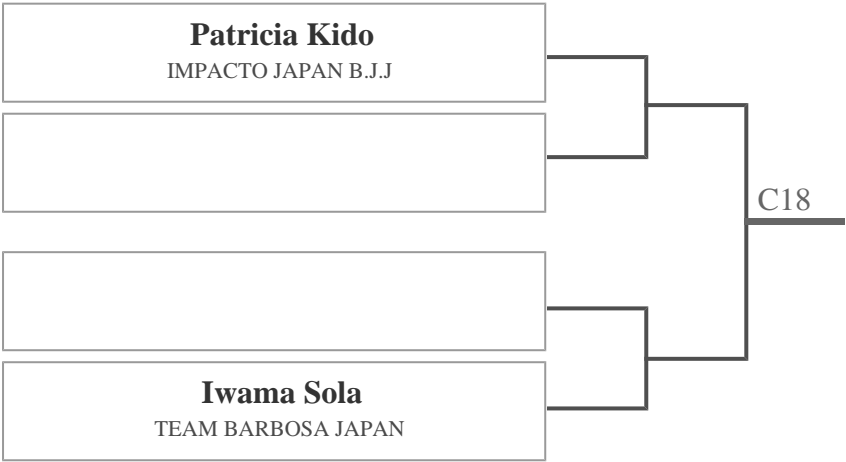 Patricia Kido
IMPACTO JAPAN B.J.J
C18
Iwama Sola
TEAM BARBOSA JAPAN